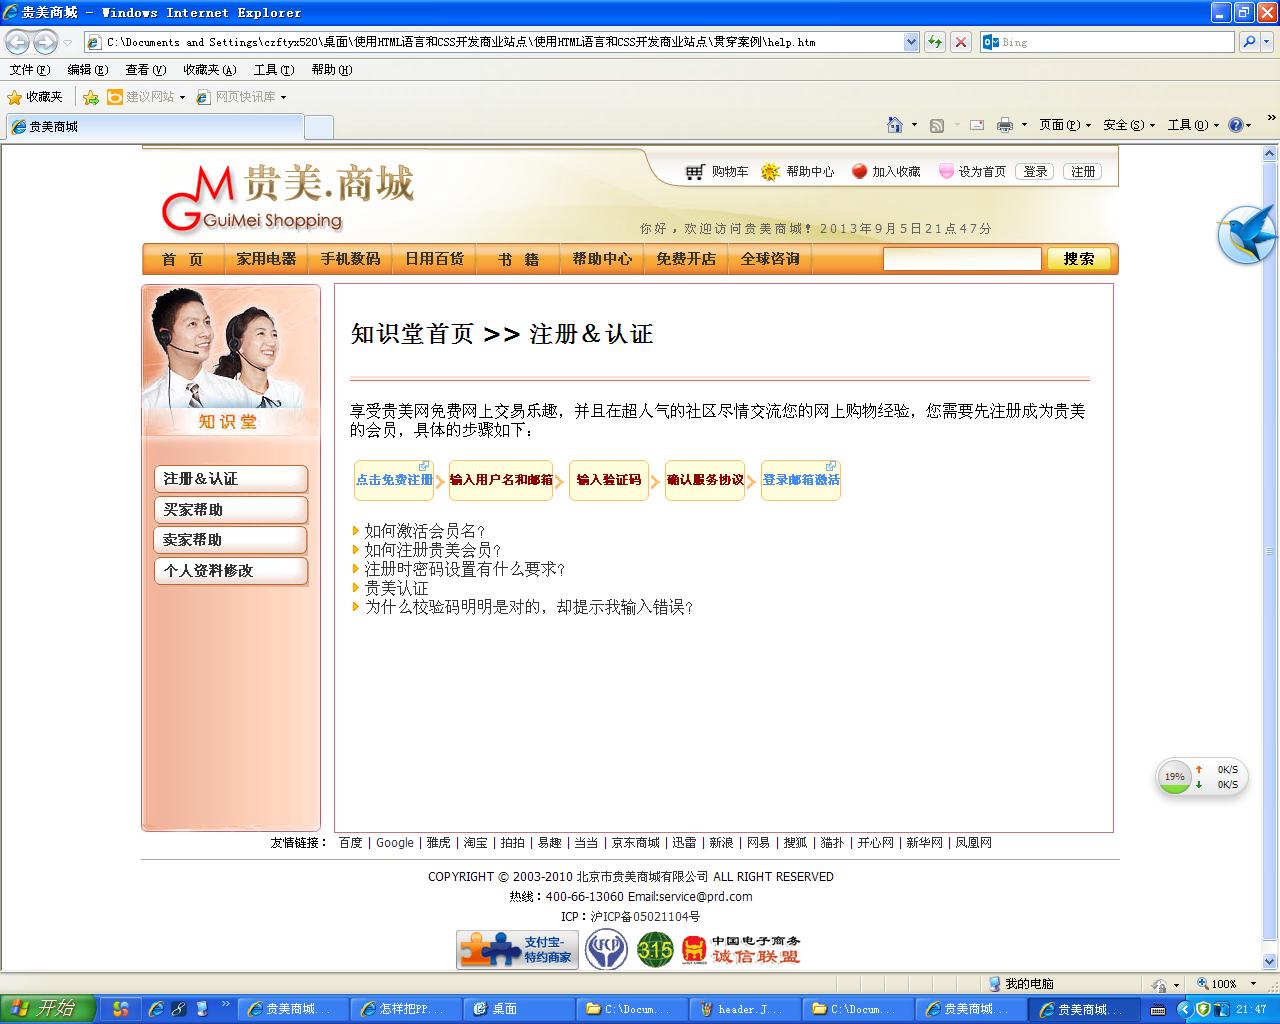 贵美商城 - Windows Internet Explorer
C:\Documents and Settings\czftyx520\桌面\使用HTML语言和CSS开发商业站点\使用HTML语言和CSS开发商业站点\贯穿案例\help.htm
Bing
文件(F) 编辑(E) 查看(V) 收藏夹(A) 工具(T) 帮助(H)
收藏夹 建议网站 网页快讯库
贵美商城
页面(P) 安全(S) 工具(O)
贵美.商城
GuiMei Shopping
购物车 帮助中心 加入收藏 设为首页 登录 注册
你好，欢迎访问贵美商城! 2013年9月5日21点47分
首 页 家用电器 手机数码 日用百货 书 籍 帮助中心 免费开店 全球咨询 搜索
知识堂
注册&认证
买家帮助
卖家帮助
个人资料修改
知识堂首页 >> 注册&认证
享受贵美网免费网上交易乐趣，并且在超人气的社区尽情交流您的网上购物经验，您需要先注册成为贵美
的会员，具体的步骤如下：
点击免费注册 输入用户名和邮箱 输入验证码 确认服务协议 登录邮箱激活
如何激活会员名？
如何注册贵美会员？
注册时密码设置有什么要求？
贵美认证
为什么校验码明明是对的，却提示我输入错误？
19% 0K/S
0K/S
友情链接： 百度 | Google | 雅虎 | 淘宝 | 拍拍 | 易趣 | 当当 | 京东商城 | 迅雷 | 新浪 | 网易 | 搜狐 | 猫扑 | 开心网 | 新华网 | 凤凰网
COPYRIGHT © 2003-2010 北京市贵美商城有限公司 ALL RIGHT RESERVED
热线：400-66-13060 Email:service@prd.com
ICP：沪ICP备05021104号
支付宝-
特约商家
315
中国电子商务
诚信联盟
我的电脑 100%
开始 贵美商城... 怎样把PP... 桌面 C:\Docum... header.J... C:\Docum... 贵美商城... 贵美商城... 21:47